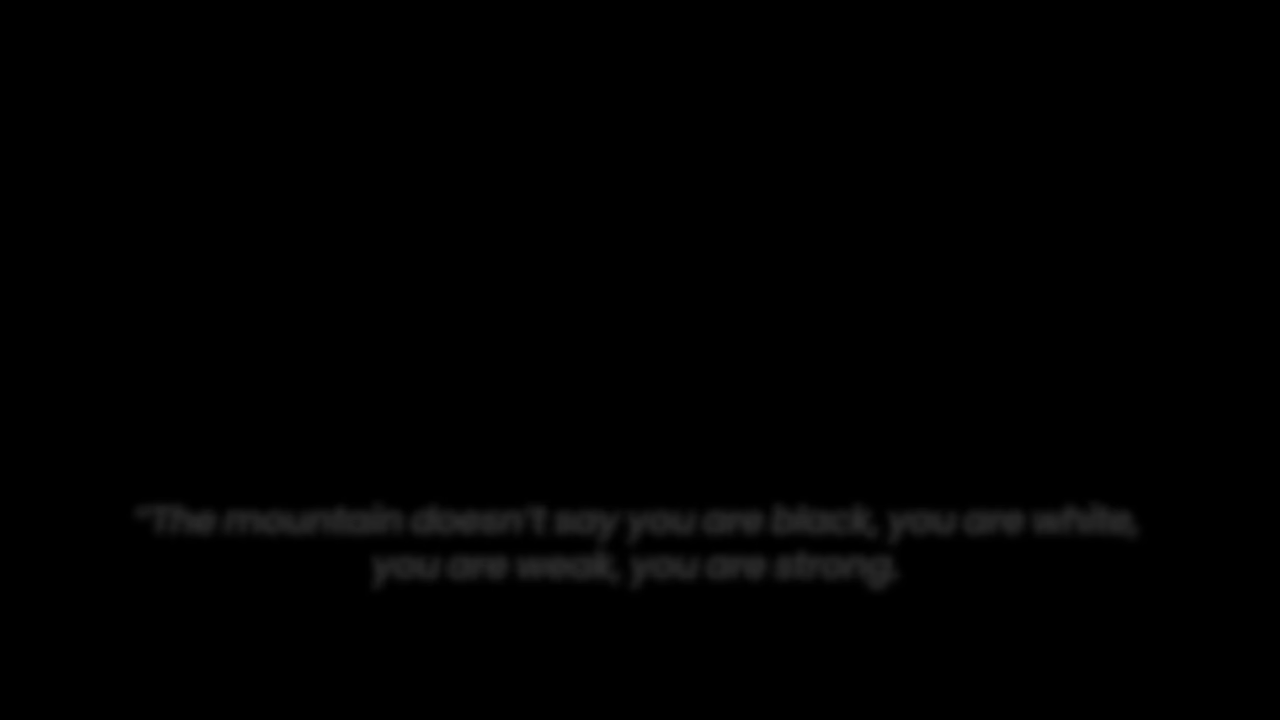 “The mountain doesn’t say you are black, you are white,
you are weak, you are strong.